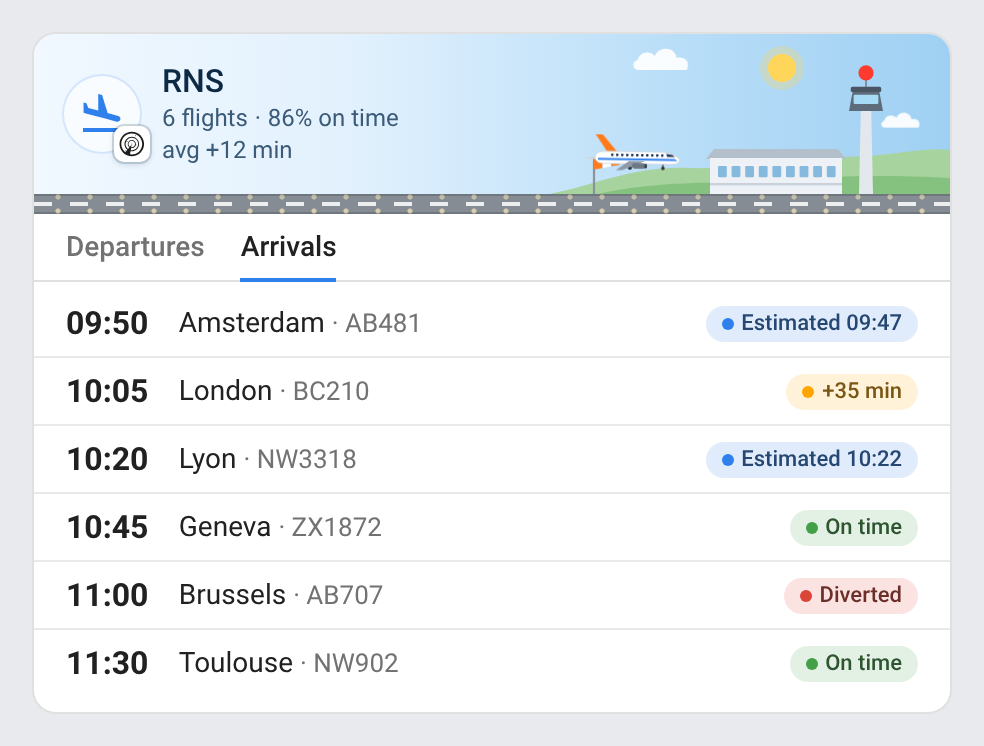 RNS
6 flights · 86% on time
avg +12 min
Departures Arrivals
09:50 Amsterdam · AB481 Estimated 09:47
10:05 London · BC210 +35 min
10:20 Lyon · NW3318 Estimated 10:22
10:45 Geneva · ZX1872 On time
11:00 Brussels · AB707 Diverted
11:30 Toulouse · NW902 On time